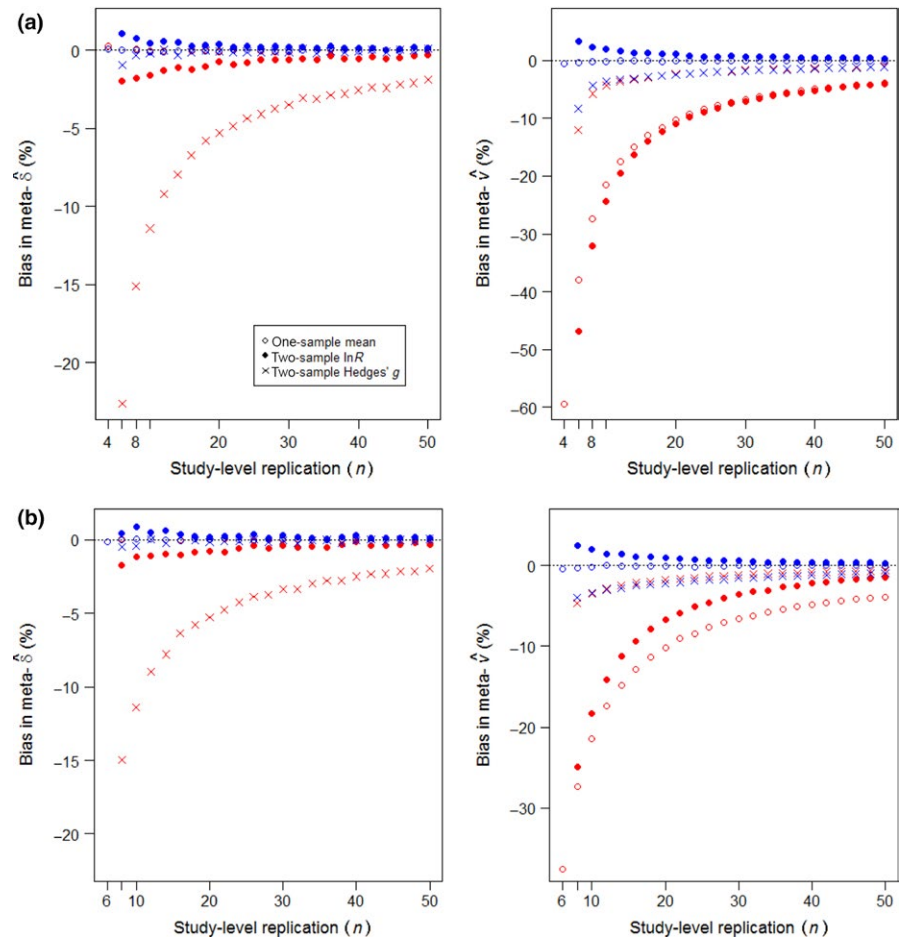 (a)
Bias in meta- δ̂ (%)
0
−5
−10
−15
−20
One-sample mean
Two-sample lnR
Two-sample Hedges' g
4 8 20 30 40 50
Study-level replication (n)
Bias in meta- v̂ (%)
0
−10
−20
−30
−40
−50
−60
4 8 20 30 40 50
Study-level replication (n)
(b)
Bias in meta- δ̂ (%)
0
−5
−10
−15
−20
6 10 20 30 40 50
Study-level replication (n)
Bias in meta- v̂ (%)
0
−10
−20
−30
6 10 20 30 40 50
Study-level replication (n)